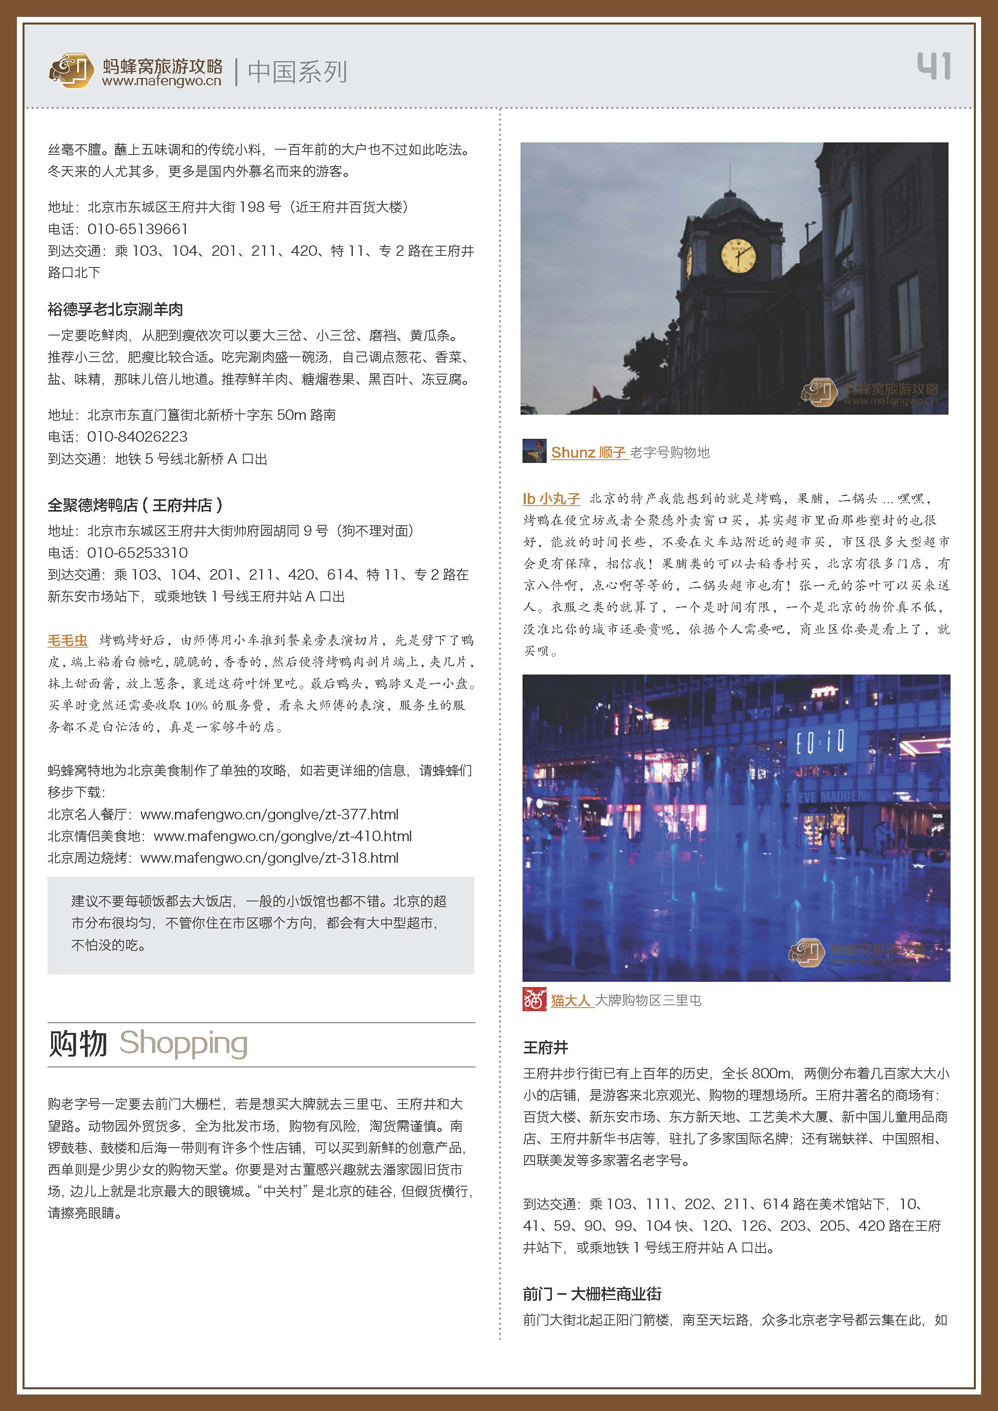 蚂蜂窝旅游攻略
www.mafengwo.cn
中国系列
41
丝毫不膻。蘸上五味调和的传统小料，一百年前的大户也不过如此吃法。
冬天来的人尤其多，更多是国内外慕名而来的游客。
地址：北京市东城区王府井大街 198 号（近王府井百货大楼）
电话：010-65139661
到达交通：乘 103、104、201、211、420、特 11、专 2 路在王府井
路口北下
裕德孚老北京涮羊肉
一定要吃鲜肉，从肥到瘦依次可以要大三岔、小三岔、磨裆、黄瓜条。
推荐小三岔，肥瘦比较合适。吃完涮肉盛一碗汤，自己调点葱花、香菜、
盐、味精，那味儿倍儿地道。推荐鲜羊肉、糖熘卷果、黑百叶、冻豆腐。
地址：北京市东直门簋街北新桥十字东 50m 路南
电话：010-84026223
到达交通：地铁 5 号线北新桥 A 口出
全聚德烤鸭店 ( 王府井店 )
地址：北京市东城区王府井大街帅府园胡同 9 号（狗不理对面）
电话：010-65253310
到达交通：乘 103、104、201、211、420、614、特 11、专 2 路在
新东安市场站下，或乘地铁 1 号线王府井站 A 口出
毛毛虫 烤鸭烤好后，由师傅用小车推到餐桌旁表演切片，先是劈下了鸭
皮，端上粘着白糖吃，脆脆的，香香的，然后便将烤鸭肉剖片端上，夹几片，
抹上甜面酱，放上葱条，裹进这荷叶饼里吃。最后鸭头，鸭脖又是一小盘。
买单时竟然还需要收取 10% 的服务费，看来大师傅的表演，服务生的服
务都不是白忙活的，真是一家够牛的店。
蚂蜂窝特地为北京美食制作了单独的攻略，如若更详细的信息，请蜂蜂们
移步下载：
北京名人餐厅：www.mafengwo.cn/gonglve/zt-377.html
北京情侣美食地：www.mafengwo.cn/gonglve/zt-410.html
北京周边烧烤：www.mafengwo.cn/gonglve/zt-318.html
建议不要每顿饭都去大饭店，一般的小饭馆也都不错。北京的超
市分布很均匀，不管你住在市区哪个方向，都会有大中型超市，
不怕没的吃。
购物 Shopping
购老字号一定要去前门大栅栏，若是想买大牌就去三里屯、王府井和大
望路。动物园外贸货多，全为批发市场，购物有风险，淘货需谨慎。南
锣鼓巷、鼓楼和后海一带则有许多个性店铺，可以买到新鲜的创意产品，
西单则是少男少女的购物天堂。你要是对古董感兴趣就去潘家园旧货市
场，边儿上就是北京最大的眼镜城。“中关村” 是北京的硅谷，但假货横行，
请擦亮眼睛。
蚂蜂窝旅游攻略
www.mafengwo.cn
Shunz 顺子 老字号购物地
lb 小丸子 北京的特产我能想到的就是烤鸭，果脯，二锅头 ... 嘿嘿，
烤鸭在便宜坊或者全聚德外卖窗口买，其实超市里面那些塑封的也很
好，能放的时间长些，不要在火车站附近的超市买，市区很多大型超市
会更有保障，相信我！果脯类的可以去稻香村买，北京有很多门店，有
京八件啊，点心啊等等的，二锅头超市也有！张一元的茶叶可以买来送
人。衣服之类的就算了，一个是时间有限，一个是北京的物价真不低，
没准比你的城市还要贵呢，依据个人需要吧，商业区你要是看上了，就
买呗。
EQ:IQ
STEVE MADDEN
蚂蜂窝旅游攻略
www.mafengwo.cn
猫
猫大人 大牌购物区三里屯
王府井
王府井步行街已有上百年的历史，全长 800m，两侧分布着几百家大大小
小的店铺，是游客来北京观光、购物的理想场所。王府井著名的商场有：
百货大楼、新东安市场、东方新天地、工艺美术大厦、新中国儿童用品商
店、王府井新华书店等，驻扎了多家国际名牌；还有瑞蚨祥、中国照相、
四联美发等多家著名老字号。
到达交通：乘 103、111、202、211、614 路在美术馆站下，10、
41、59、90、99、104 快、120、126、203、205、420 路在王府
井站下，或乘地铁 1 号线王府井站 A 口出。
前门 – 大栅栏商业街
前门大街北起正阳门箭楼，南至天坛路，众多北京老字号都云集在此，如